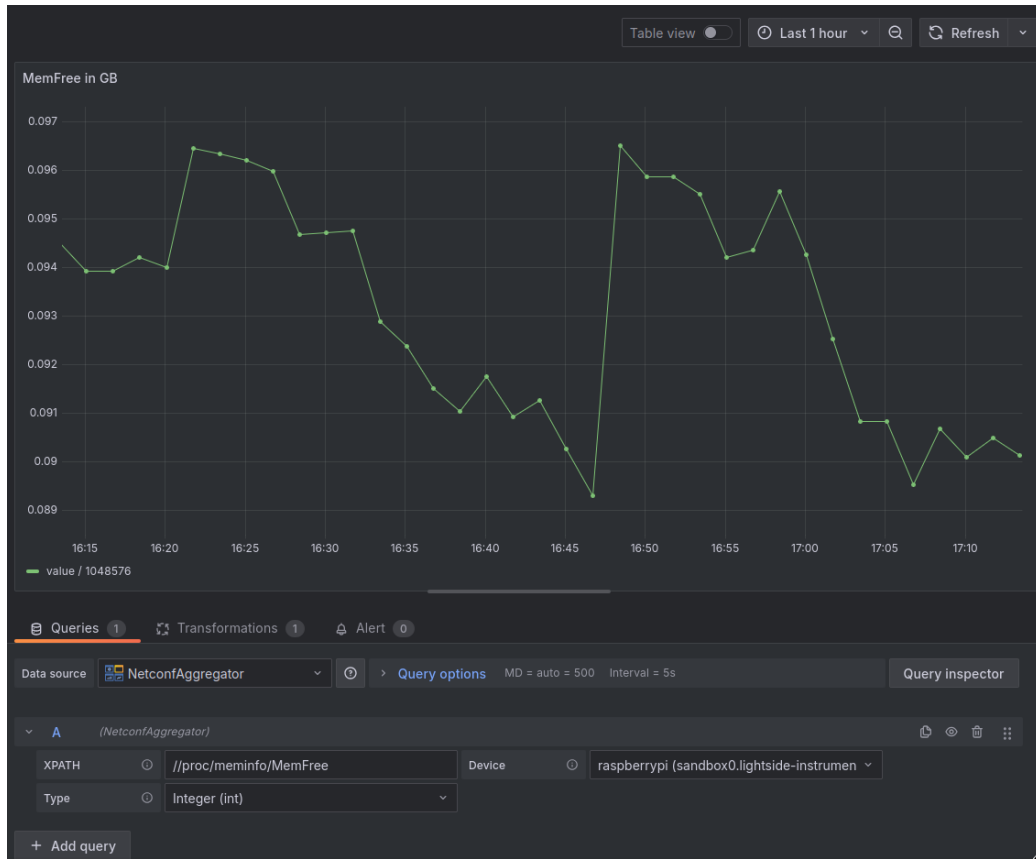 Table view Last 1 hour Refresh
MemFree in GB
0.097
0.096
0.095
0.094
0.093
0.092
0.091
0.09
0.089
16:15 16:20 16:25 16:30 16:35 16:40 16:45 16:50 16:55 17:00 17:05 17:10
value / 1048576
Queries 1 Transformations 1 Alert 0
Data source NetconfAggregator Query options MD = auto = 500 Interval = 5s Query inspector
A (NetconfAggregator)
XPATH //proc/meminfo/MemFree Device raspberrypi (sandbox0.lightside-instrumen
Type Integer (int)
+ Add query